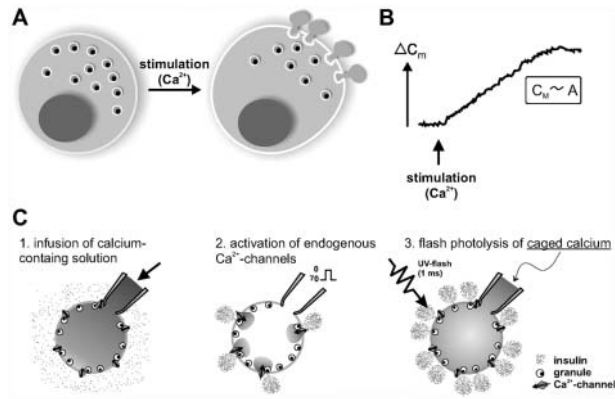 A
stimulation
(Ca²⁺)
B
△Cₘ
C_M ~ A
stimulation
(Ca²⁺)
C
1. infusion of calcium-
containg solution
2. activation of endogenous
Ca²⁺-channels
0
70
3. flash photolysis of caged calcium
UV-flash
(1 ms)
insulin
granule
Ca²⁺-channel